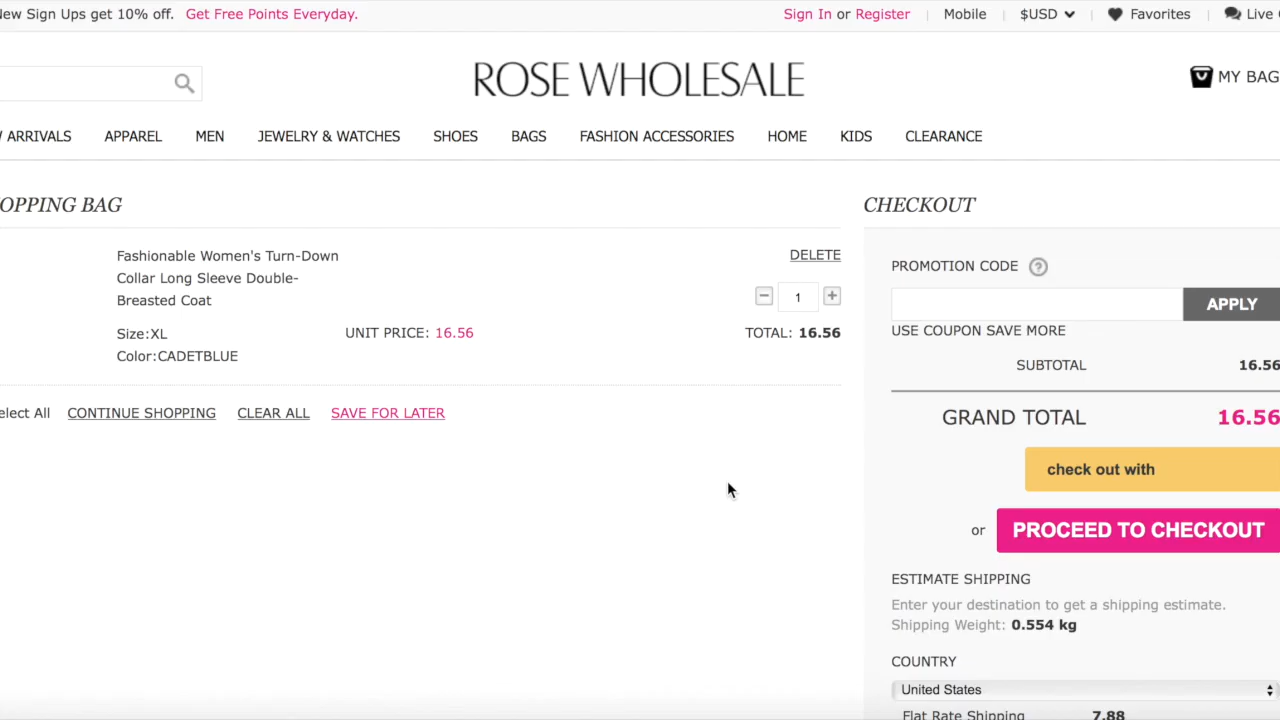 New Sign Ups get 10% off. Get Free Points Everyday. Sign In or Register Mobile $USD Favorites Live
ROSE WHOLESALE
MY BAG
ARRIVALS APPAREL MEN JEWELRY & WATCHES SHOES BAGS FASHION ACCESSORIES HOME KIDS CLEARANCE
OPPING BAG
CHECKOUT
Fashionable Women's Turn-Down
Collar Long Sleeve Double-
Breasted Coat
DELETE
1
Size:XL
Color:CADETBLUE
UNIT PRICE: 16.56
TOTAL: 16.56
elect All CONTINUE SHOPPING CLEAR ALL SAVE FOR LATER
PROMOTION CODE ?
APPLY
USE COUPON SAVE MORE
SUBTOTAL 16.56
GRAND TOTAL 16.56
check out with
or PROCEED TO CHECKOUT
ESTIMATE SHIPPING
Enter your destination to get a shipping estimate.
Shipping Weight: 0.554 kg
COUNTRY
United States
Flat Rate Shipping 7.88